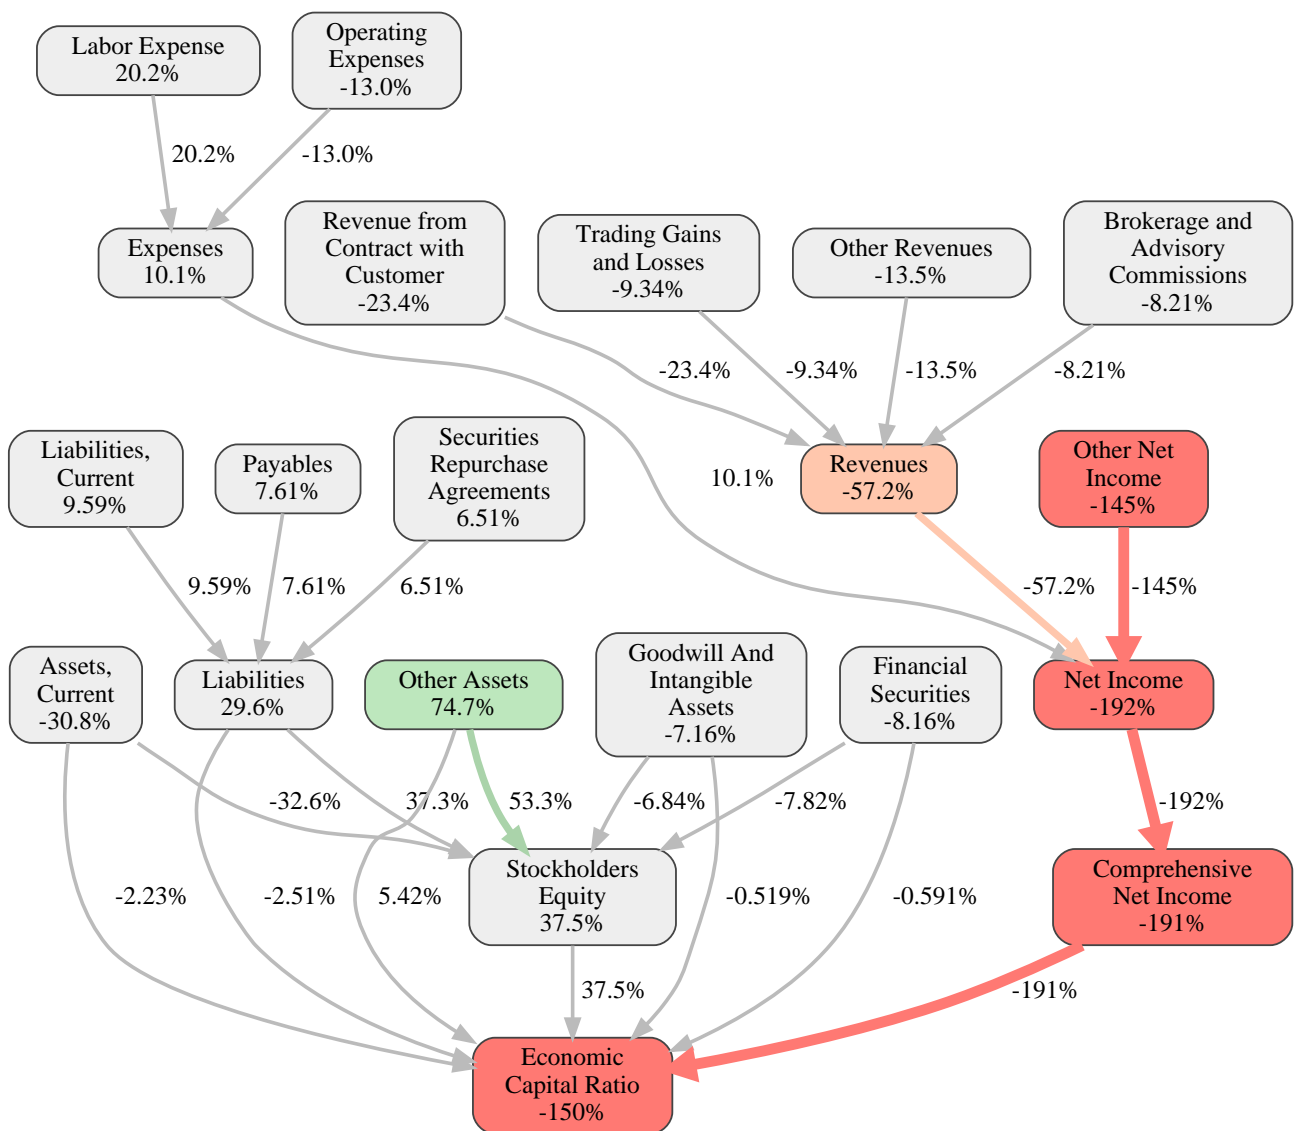 Labor Expense
20.2%
Operating
Expenses
-13.0%
20.2%
-13.0%
Expenses
10.1%
Revenue from
Contract with
Customer
-23.4%
Trading Gains
and Losses
-9.34%
Other Revenues
-13.5%
Brokerage and
Advisory
Commissions
-8.21%
-23.4%
-9.34%
-13.5%
-8.21%
Liabilities,
Current
9.59%
Payables
7.61%
Securities
Repurchase
Agreements
6.51%
10.1%
Revenues
-57.2%
Other Net
Income
-145%
9.59%
7.61%
6.51%
-57.2%
-145%
Assets,
Current
-30.8%
Liabilities
29.6%
Other Assets
74.7%
Goodwill And
Intangible
Assets
-7.16%
Financial
Securities
-8.16%
Net Income
-192%
-32.6%
37.3%
53.3%
-6.84%
-7.82%
-192%
-2.23%
-2.51%
5.42%
Stockholders
Equity
37.5%
-0.519%
-0.591%
Comprehensive
Net Income
-191%
37.5%
-191%
Economic
Capital Ratio
-150%